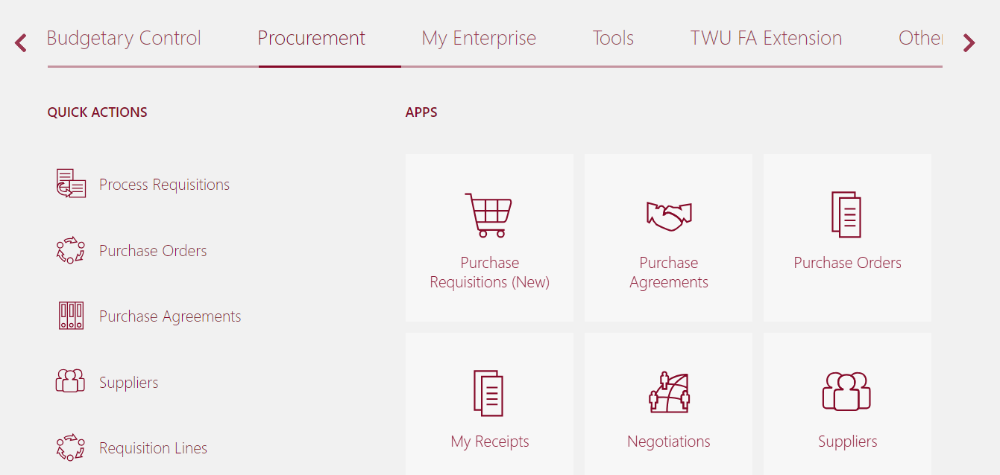 Budgetary Control
Procurement
My Enterprise
Tools
TWU FA Extension
Other
QUICK ACTIONS
APPS
Process Requisitions
Purchase Orders
Purchase Agreements
Suppliers
Requisition Lines
Purchase
Requisitions (New)
Purchase
Agreements
Purchase Orders
My Receipts
Negotiations
Suppliers